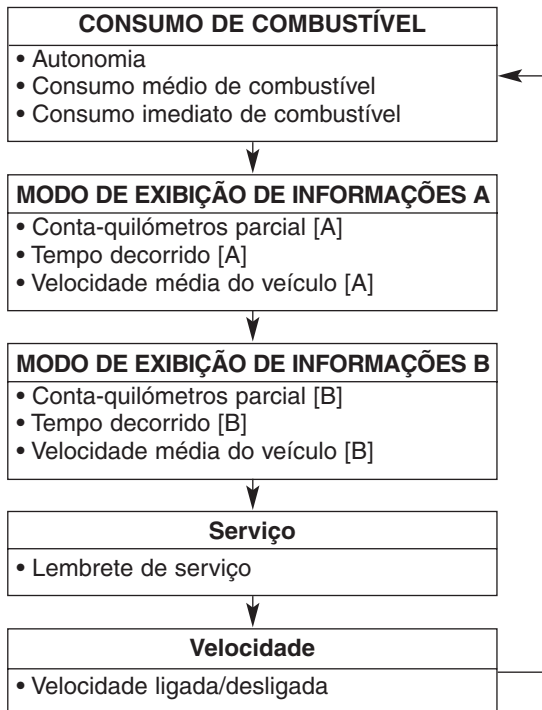 CONSUMO DE COMBUSTÍVEL
• Autonomia
• Consumo médio de combustível
• Consumo imediato de combustível
MODO DE EXIBIÇÃO DE INFORMAÇÕES A
• Conta-quilómetros parcial [A]
• Tempo decorrido [A]
• Velocidade média do veículo [A]
MODO DE EXIBIÇÃO DE INFORMAÇÕES B
• Conta-quilómetros parcial [B]
• Tempo decorrido [B]
• Velocidade média do veículo [B]
Serviço
• Lembrete de serviço
Velocidade
• Velocidade ligada/desligada